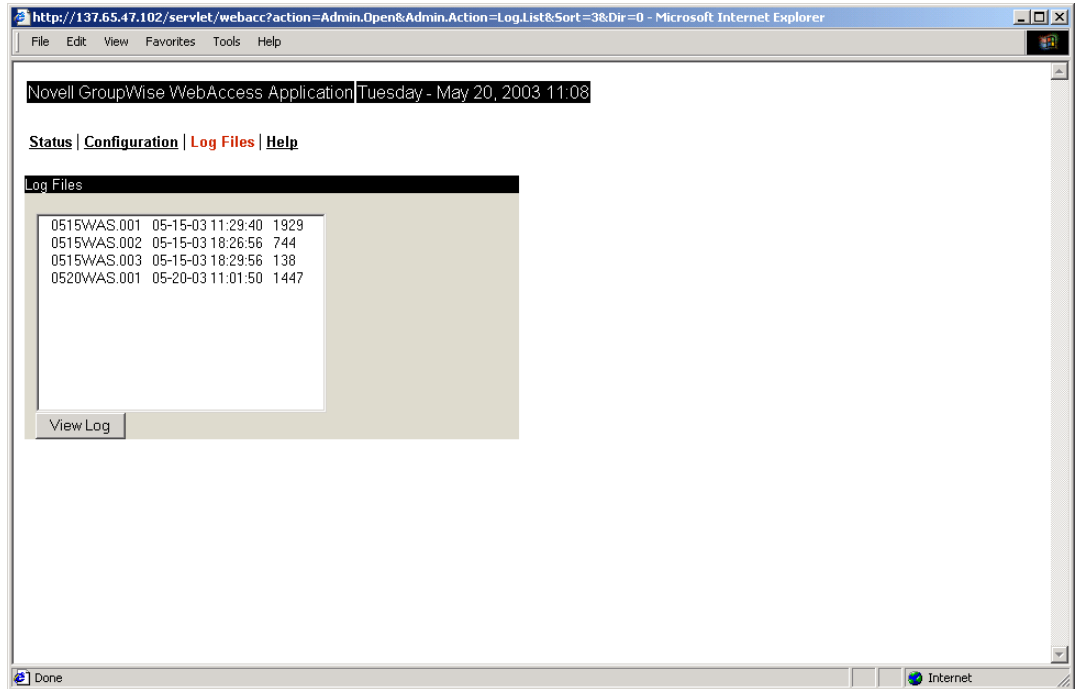 http://137.65.47.102/servlet/webacc?action=Admin.Open&Admin.Action=Log.List&Sort=3&Dir=0 - Microsoft Internet Explorer
File Edit View Favorites Tools Help
Novell GroupWise WebAccess Application Tuesday - May 20, 2003 11:08
Status | Configuration | Log Files | Help
Log Files
0515WAS.001 05-15-03 11:29:40 1929
0515WAS.002 05-15-03 18:26:56 744
0515WAS.003 05-15-03 18:29:56 138
0520WAS.001 05-20-03 11:01:50 1447
View Log
Done Internet